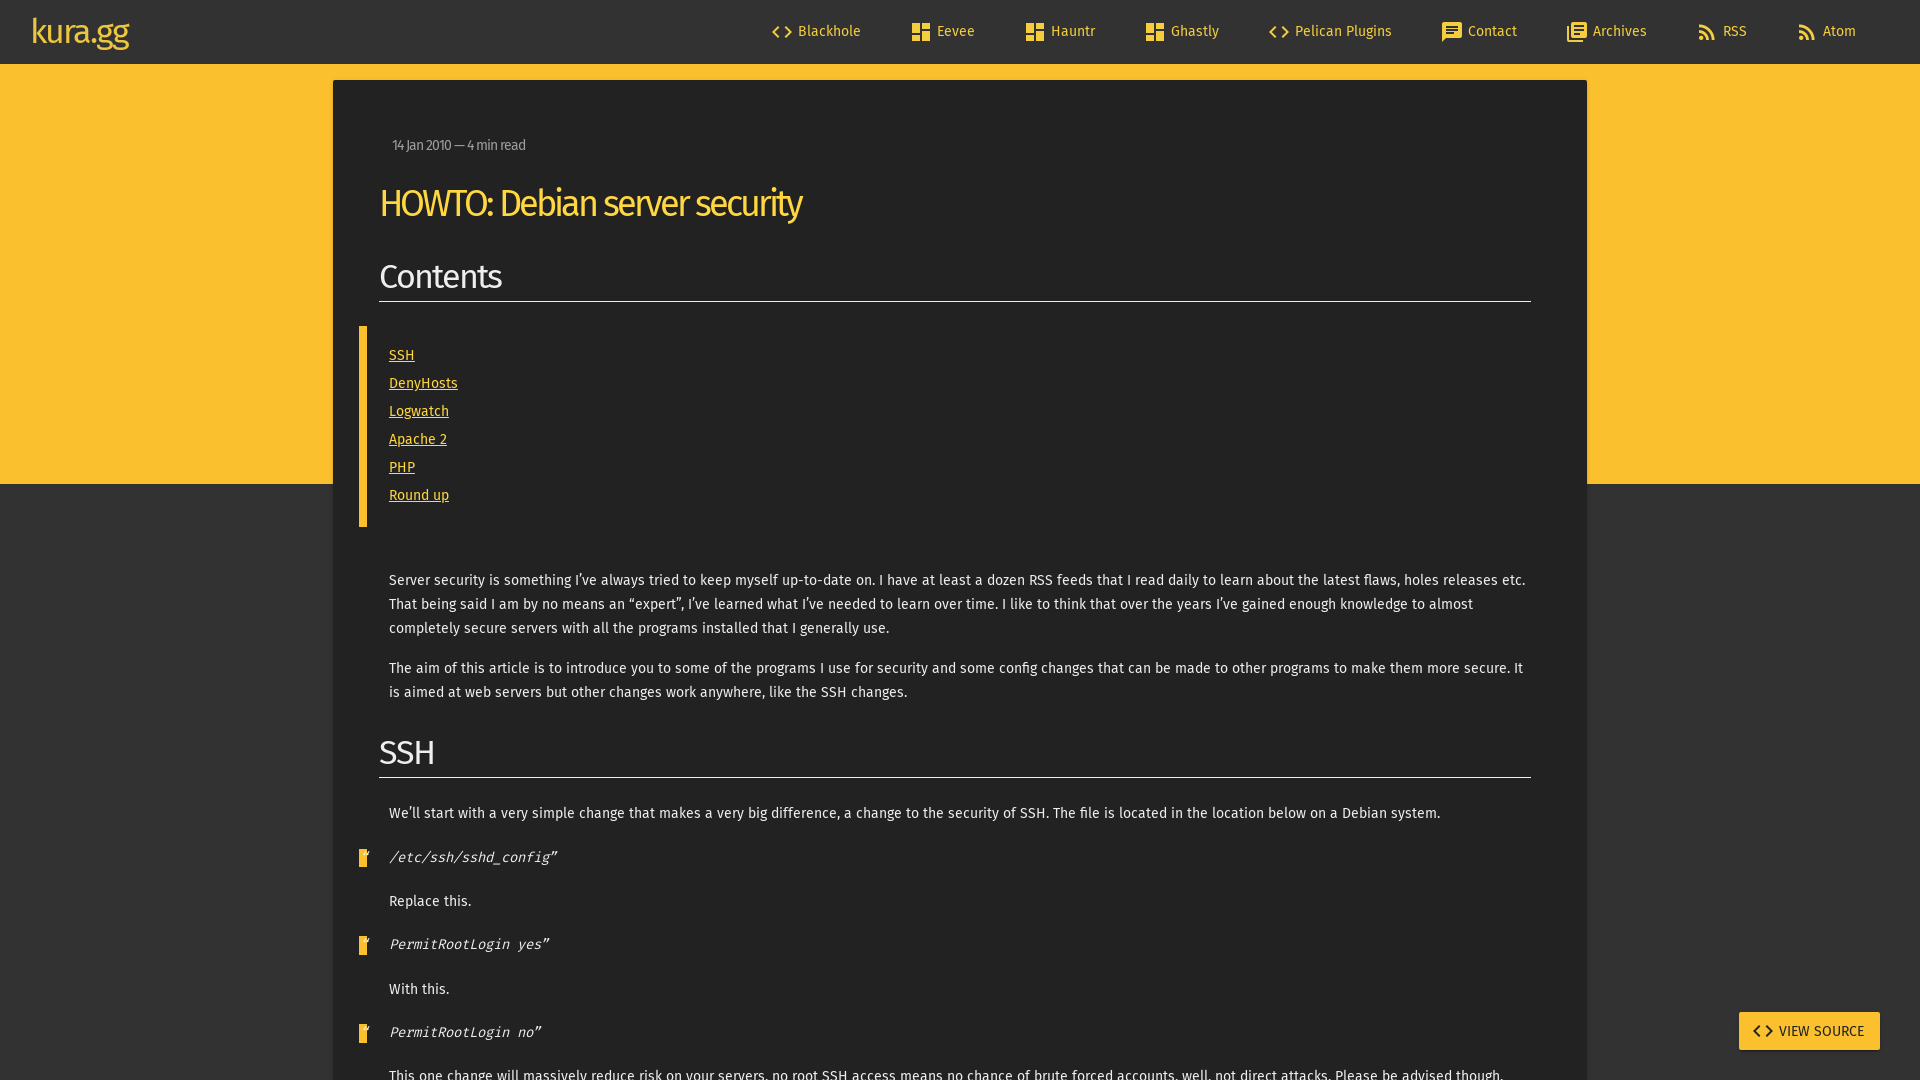 kura.gg
Blackhole
Eevee
Hauntr
Ghastly
Pelican Plugins
Contact
Archives
RSS
Atom
14 Jan 2010 — 4 min read
HOWTO: Debian server security
Contents
SSH
DenyHosts
Logwatch
Apache 2
PHP
Round up
Server security is something I’ve always tried to keep myself up-to-date on. I have at least a dozen RSS feeds that I read daily to learn about the latest flaws, holes releases etc.
That being said I am by no means an “expert”, I’ve learned what I’ve needed to learn over time. I like to think that over the years I’ve gained enough knowledge to almost
completely secure servers with all the programs installed that I generally use.
The aim of this article is to introduce you to some of the programs I use for security and some config changes that can be made to other programs to make them more secure. It
is aimed at web servers but other changes work anywhere, like the SSH changes.
SSH
We’ll start with a very simple change that makes a very big difference, a change to the security of SSH. The file is located in the location below on a Debian system.
“ /etc/ssh/sshd_config”
Replace this.
“ PermitRootLogin yes”
With this.
“ PermitRootLogin no”
VIEW SOURCE
This one change will massively reduce risk on your servers, no root SSH access means no chance of brute forced accounts, well, not direct attacks. Please be advised though,